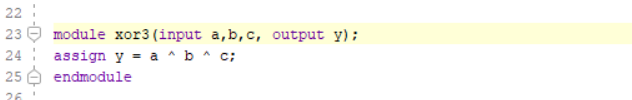 22
23 module xor3(input a,b,c, output y);
24 assign y = a ^ b ^ c;
25 endmodule
26